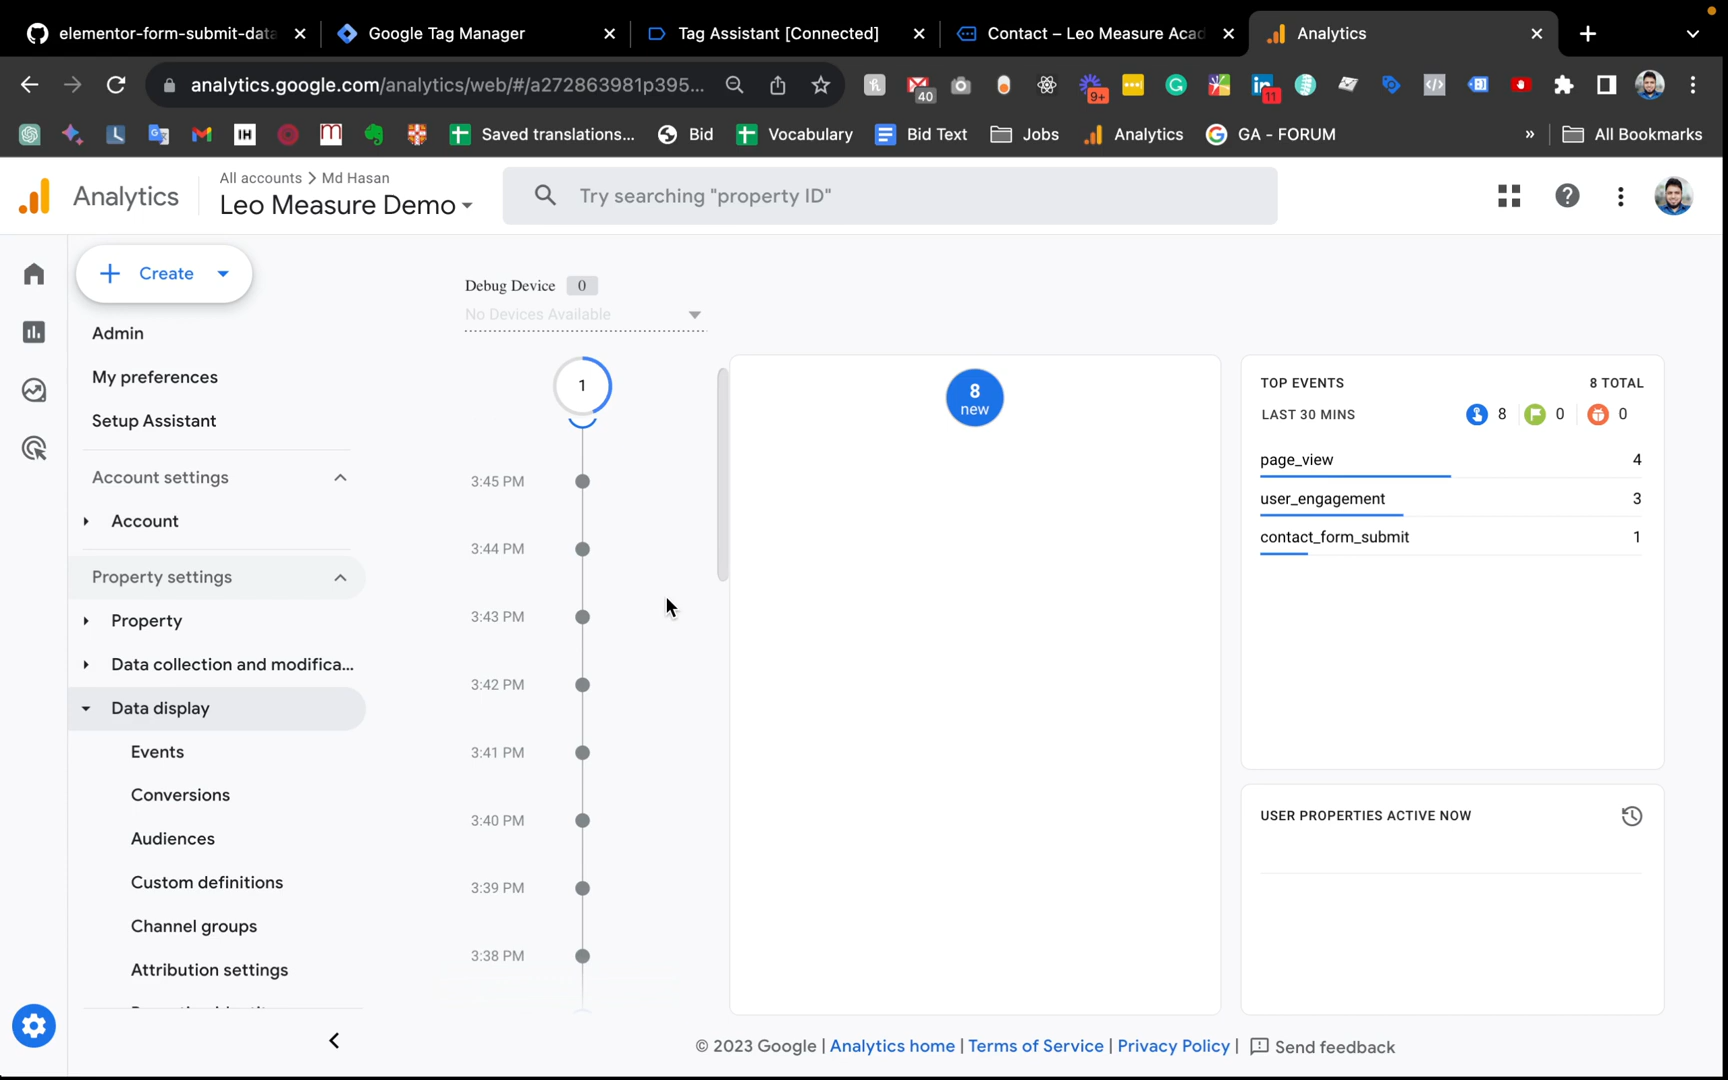 elementor-form-submit-data
Google Tag Manager
Tag Assistant [Connected]
Contact – Leo Measure Acad
Analytics
analytics.google.com/analytics/web/#/a272863981p395...
40
9+
11
IH
Saved translations...
Bid
Vocabulary
Bid Text
Jobs
Analytics
GA - FORUM
»
All Bookmarks
Analytics
All accounts > Md Hasan
Leo Measure Demo
Try searching "property ID"
Create
Admin
My preferences
Setup Assistant
Account settings
Account
Property settings
Property
Data collection and modifica...
Data display
Events
Conversions
Audiences
Custom definitions
Channel groups
Attribution settings
Debug Device 0
No Devices Available
1
3:45 PM
3:44 PM
3:43 PM
3:42 PM
3:41 PM
3:40 PM
3:39 PM
3:38 PM
8
new
TOP EVENTS 8 TOTAL
LAST 30 MINS 8 0 0
page_view 4
user_engagement 3
contact_form_submit 1
USER PROPERTIES ACTIVE NOW
© 2023 Google | Analytics home | Terms of Service | Privacy Policy | Send feedback